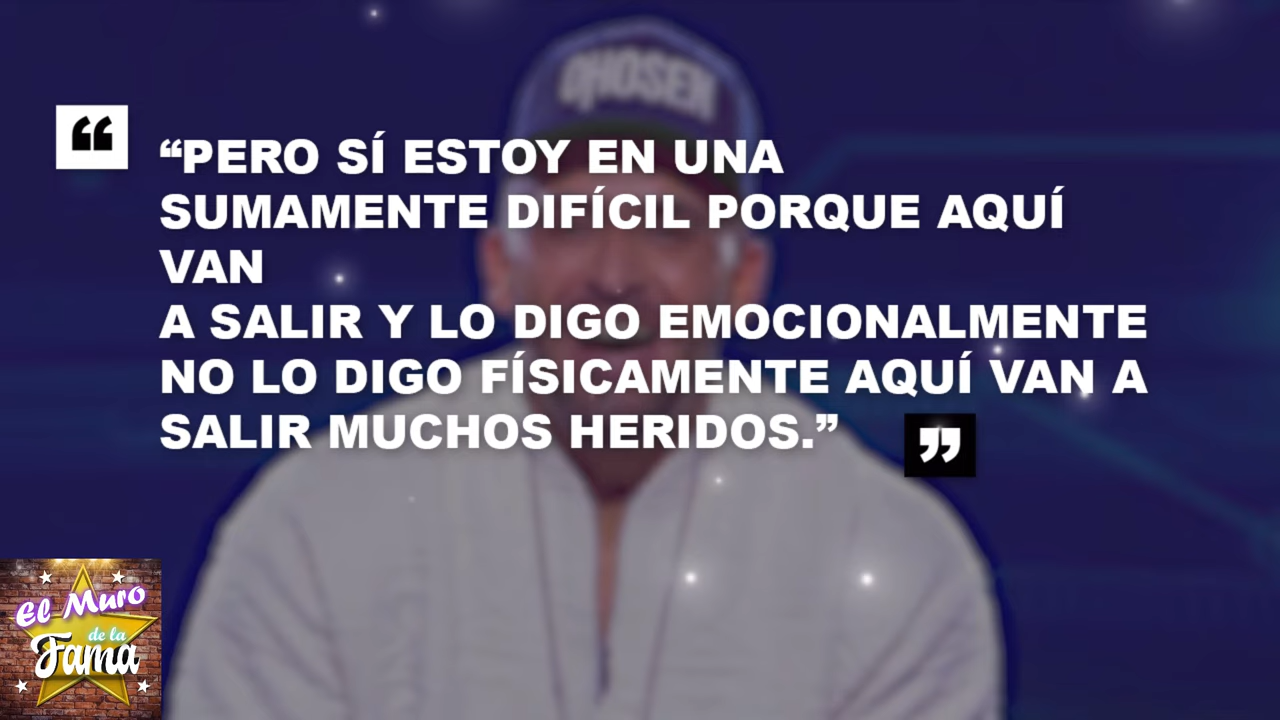 CHOSEN
“PERO SÍ ESTOY EN UNA
SUMAMENTE DIFÍCIL PORQUE AQUÍ
VAN
A SALIR Y LO DIGO EMOCIONALMENTE
NO LO DIGO FÍSICAMENTE AQUÍ VAN A
SALIR MUCHOS HERIDOS.”
El Muro
de la
Fama